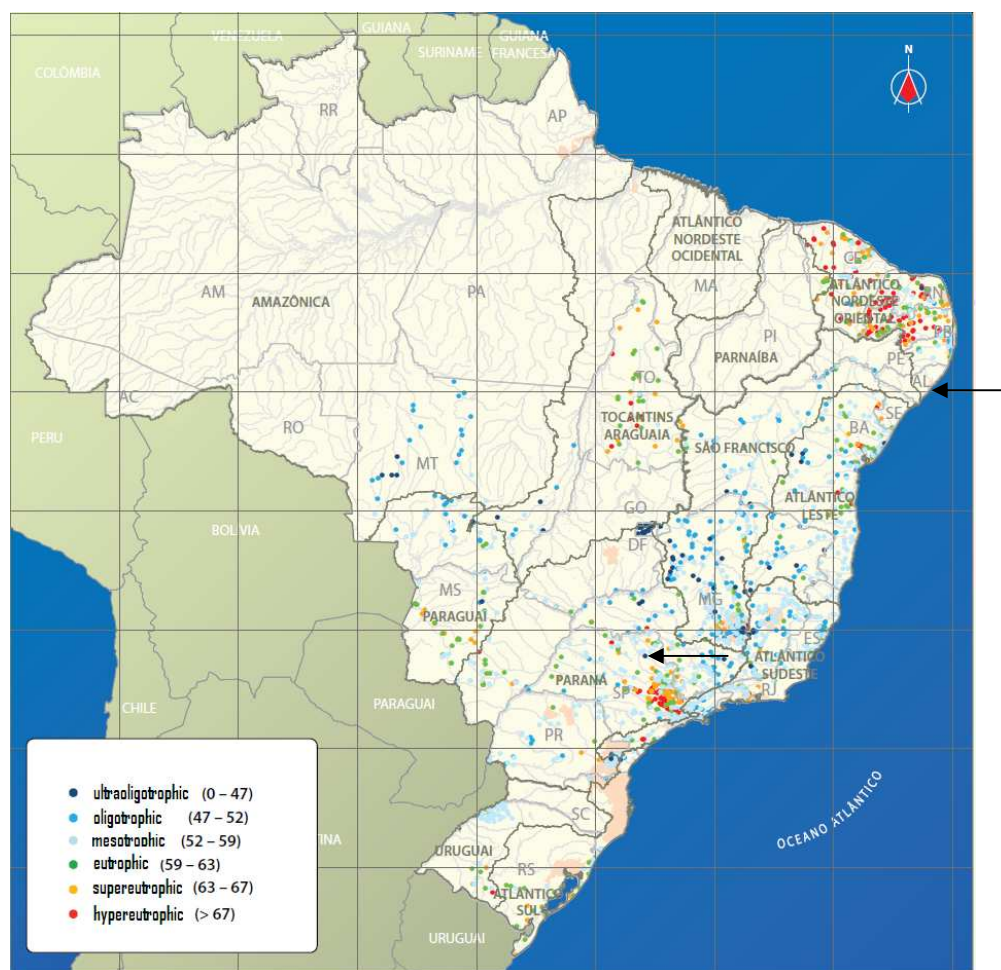 VENEZUELA
GUIANA
SURINAME
GUIANA
FRANCESA
COLÔMBIA
N
RR
AP
ATLÂNTICO
NORDESTE
OCIDENTAL
CE
ATLÂNTICO
NORDESTE
ORIENTAL
RN
AM
AMAZÔNICA
PA
MA
PB
PI
PARNAÍBA
PE
AL
AC
TO
TOCANTINS
ARAGUAIA
SE
BA
RO
PERU
MT
SÃO FRANCISCO
ATLÂNTICO
LESTE
GO
BOLIVIA
DF
MS
PARAGUAI
MG
ES
ATLÂNTICO
SUDESTE
PARANÁ
SP
RJ
CHILE
PARAGUAI
PR
SC
URUGUAI
RS
ATLÂNTICO
SUL
URUGUAI
OCEANO ATLÂNTICO
TINA
ultraoligotrophic (0 – 47)
oligotrophic (47 – 52)
mesotrophic (52 – 59)
eutrophic (59 – 63)
supereutrophic (63 – 67)
hypereutrophic (> 67)